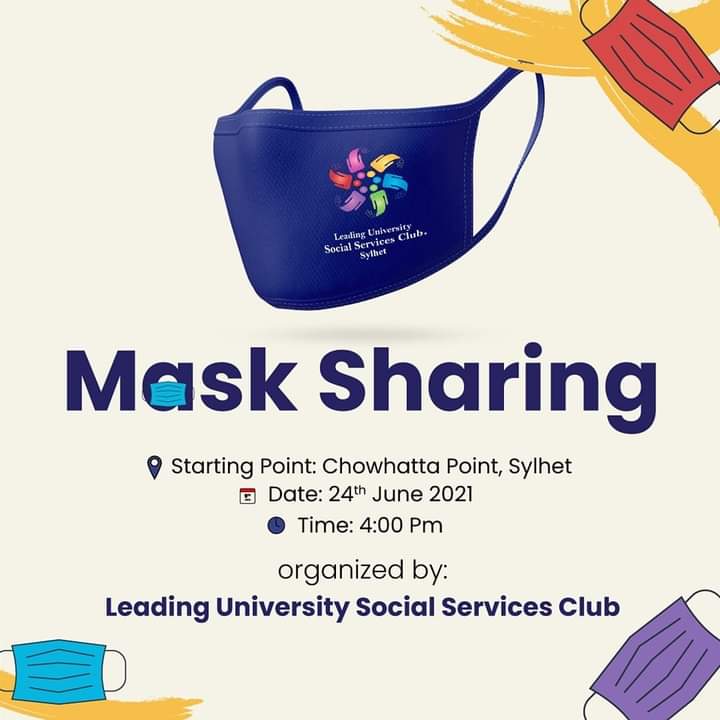 Leading University
Social Services Club.
Sylhet
Mask Sharing
Starting Point: Chowhatta Point, Sylhet
Date: 24th June 2021
Time: 4:00 Pm
organized by:
Leading University Social Services Club